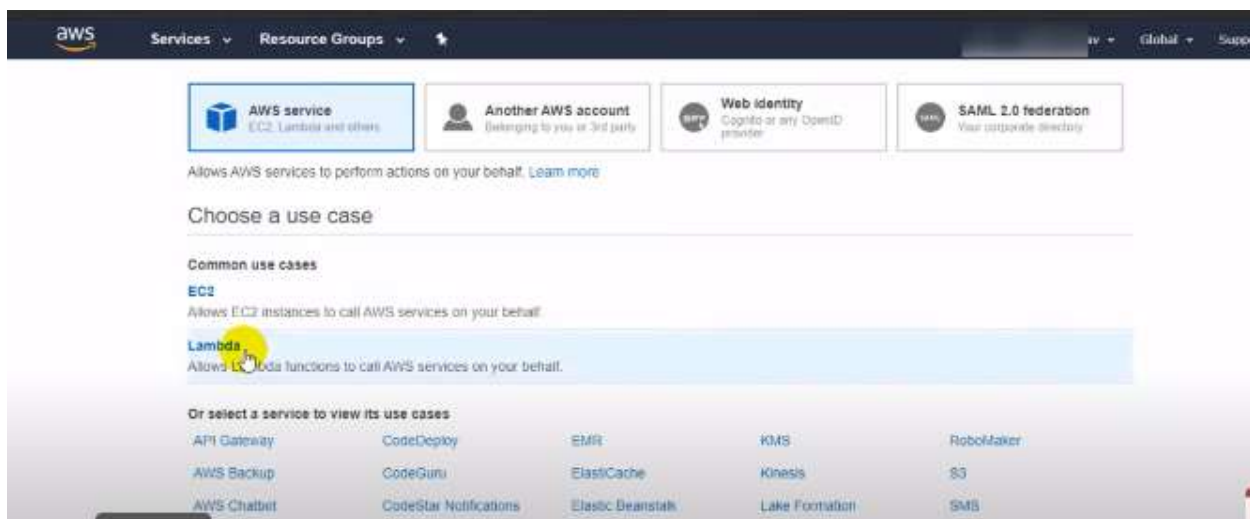 aws
Services
Resource Groups
av
Global
Supp
AWS service
EC2, Lambda and others
Another AWS account
Belonging to you or 3rd party
Web identity
Cognito or any OpenID
provider
SAML 2.0 federation
Your corporate directory
Allows AWS services to perform actions on your behalf. Learn more
Choose a use case
Common use cases
EC2
Allows EC2 instances to call AWS services on your behalf.
Lambda
Allows Lambda functions to call AWS services on your behalf.
Or select a service to view its use cases
API Gateway CodeDeploy EMR KMS RoboMaker
AWS Backup CodeGuru ElastiCache Kinesis S3
AWS Chatbot CodeStar Notifications Elastic Beanstalk Lake Formation SMS